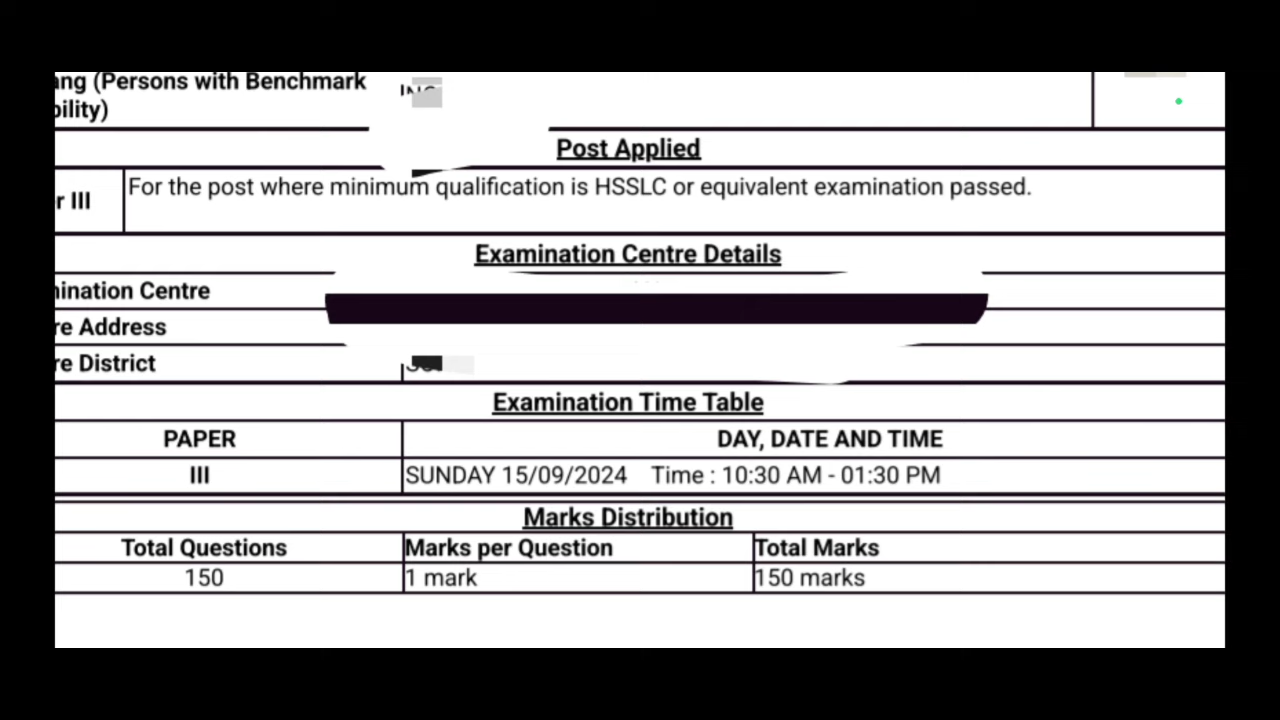 ang (Persons with Benchmark
bility)
Post Applied
r III For the post where minimum qualification is HSSLC or equivalent examination passed.
Examination Centre Details
ination Centre
re Address
re District
Examination Time Table
PAPER DAY, DATE AND TIME
III SUNDAY 15/09/2024 Time : 10:30 AM - 01:30 PM
Marks Distribution
Total Questions Marks per Question Total Marks
150 1 mark 150 marks